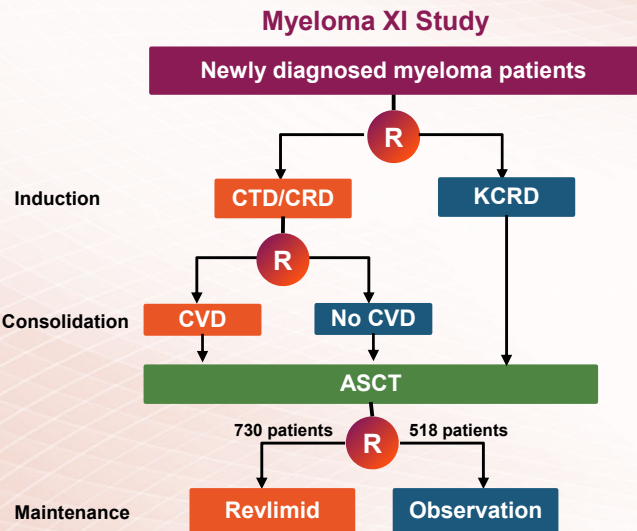 Myeloma XI Study
Newly diagnosed myeloma patients
R
Induction
CTD/CRD
KCRD
R
Consolidation
CVD
No CVD
ASCT
730 patients
R
518 patients
Maintenance
Revlimid
Observation